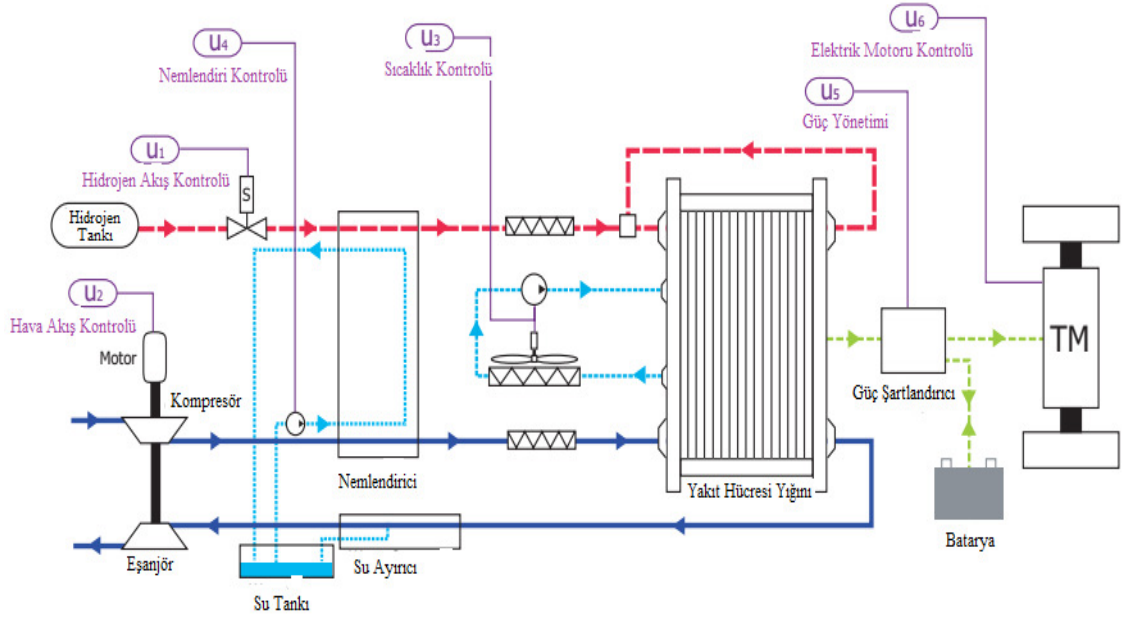 u4
Nemlendiri Kontrolü
u3
Sıcaklık Kontrolü
u6
Elektrik Motoru Kontrolü
u5
Güç Yönetimi
u1
Hidrojen Akış Kontrolü
S
Hidrojen
Tankı
u2
Hava Akış Kontrolü
Motor
Kompresör
TM
Güç Şartlandırıcı
Nemlendirici
Yakıt Hücresi Yığını
Batarya
Eşanjör
Su Ayırıcı
Su Tankı